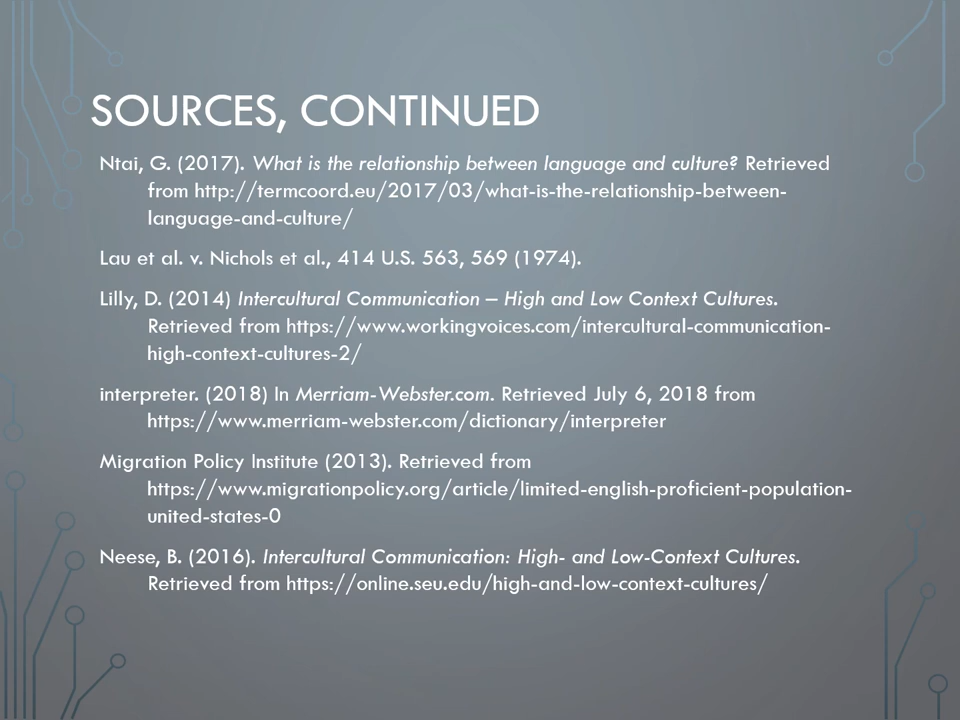 SOURCES, CONTINUED
Ntai, G. (2017). What is the relationship between language and culture? Retrieved
from http://termcoord.eu/2017/03/what-is-the-relationship-between-
language-and-culture/
Lau et al. v. Nichols et al., 414 U.S. 563, 569 (1974).
Lilly, D. (2014) Intercultural Communication – High and Low Context Cultures.
Retrieved from https://www.workingvoices.com/intercultural-communication-
high-context-cultures-2/
interpreter. (2018) In Merriam-Webster.com. Retrieved July 6, 2018 from
https://www.merriam-webster.com/dictionary/interpreter
Migration Policy Institute (2013). Retrieved from
https://www.migrationpolicy.org/article/limited-english-proficient-population-
united-states-0
Neese, B. (2016). Intercultural Communication: High- and Low-Context Cultures.
Retrieved from https://online.seu.edu/high-and-low-context-cultures/